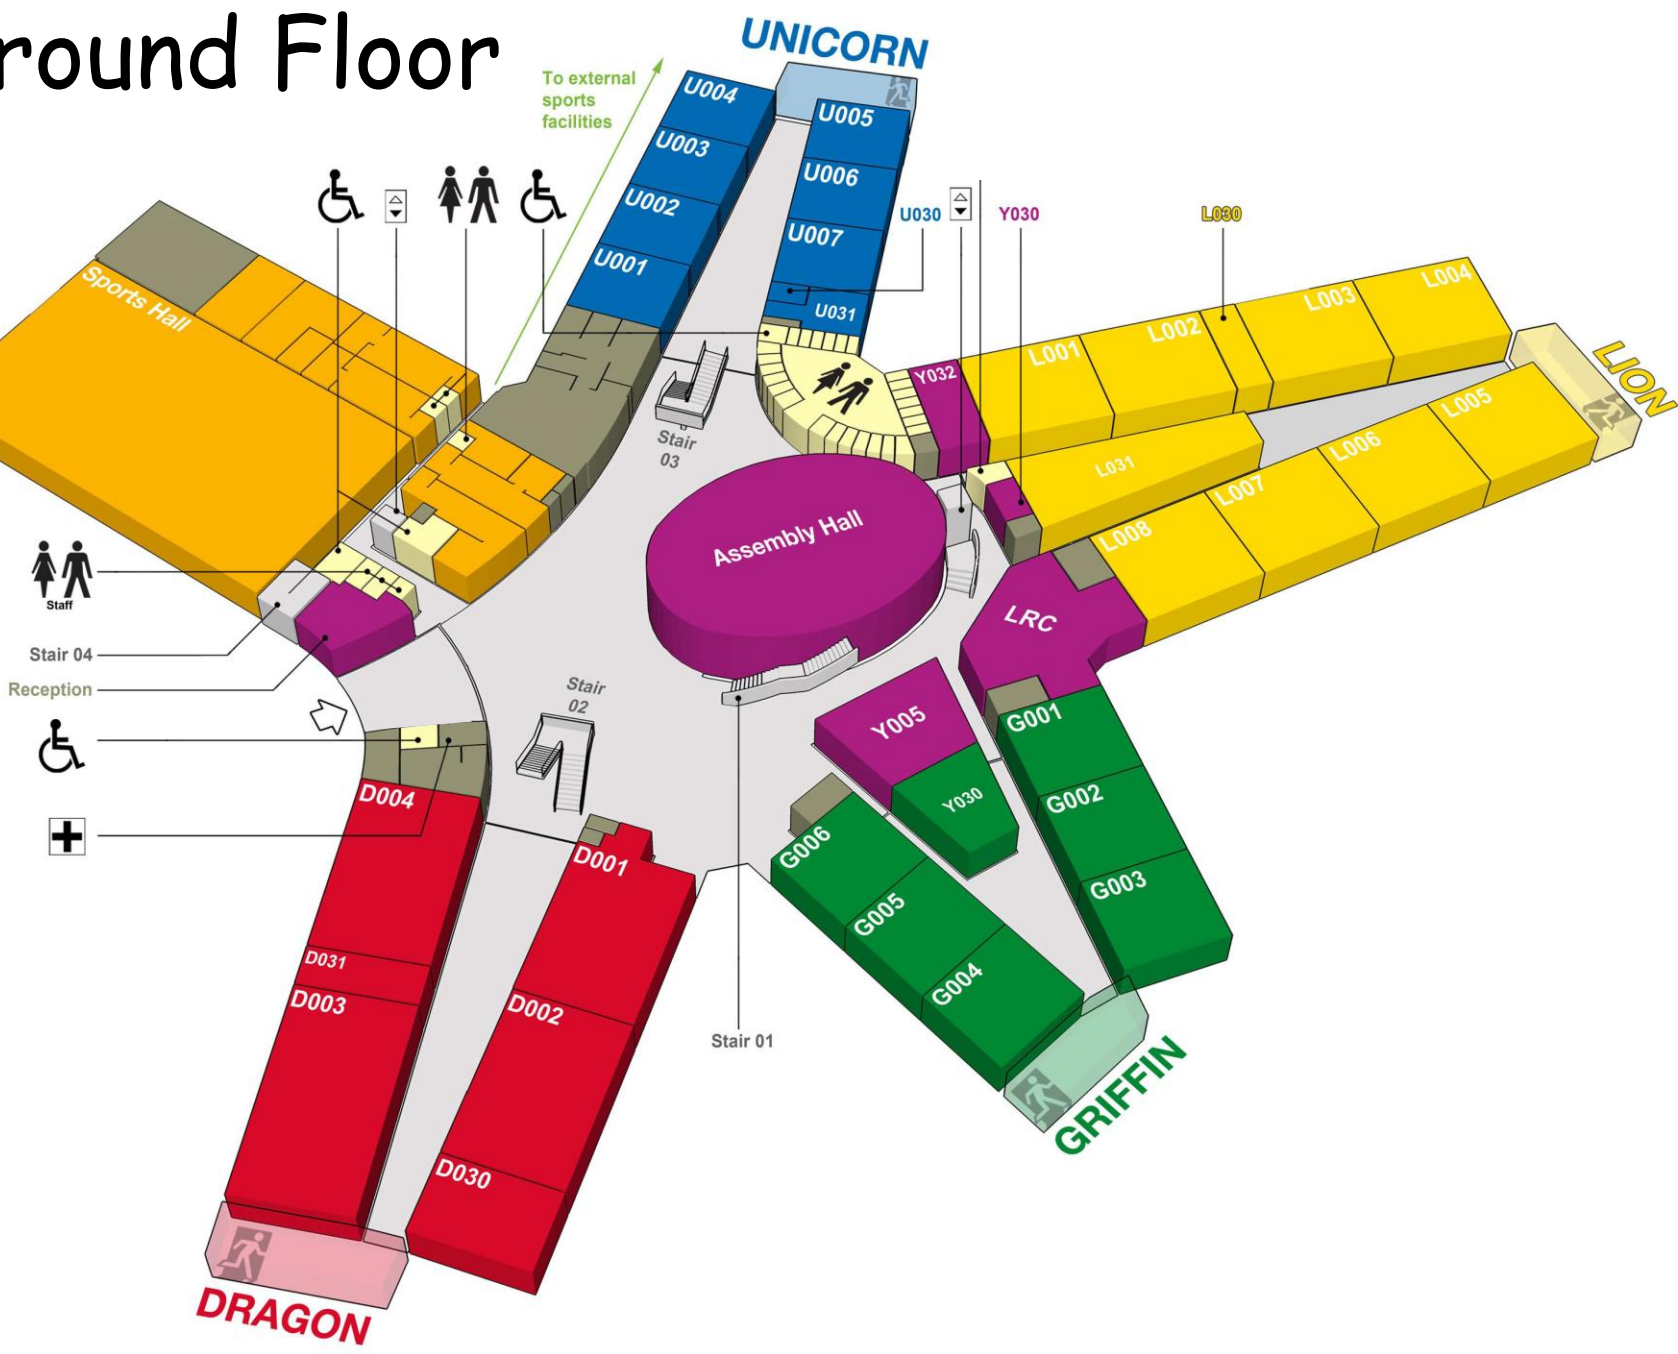 round Floor
UNICORN
To external
sports
facilities
U004
U003
U002
U001
U005
U006
U007
U031
U030
Y030
L030
Sports Hall
Stair
03
Y032
L001
L002
L003
L004
LION
L005
L006
L007
L008
L031
Assembly Hall
LRC
Staff
Stair 04
Reception
Stair
02
Y005
Y030
G001
G002
G003
G006
G005
G004
GRIFFIN
D004
D031
D003
D001
D002
D030
Stair 01
DRAGON